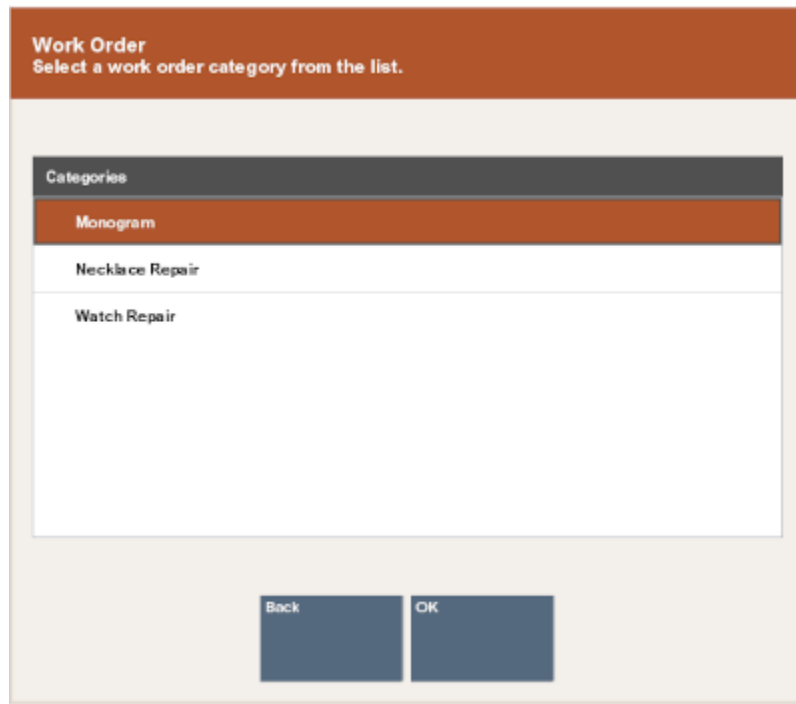 Work Order
Select a work order category from the list.
Categories
Monogram
Necklace Repair
Watch Repair
Back
OK